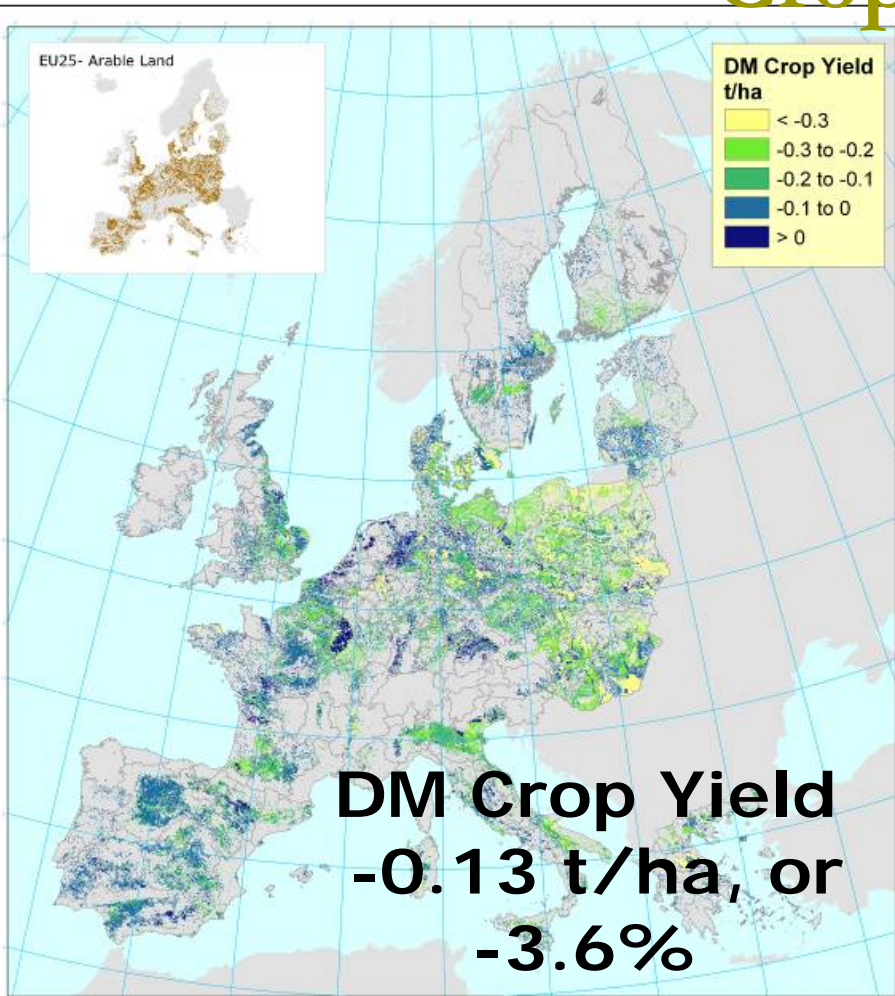 Crop
EU25- Arable Land
DM Crop Yield
t/ha
< -0.3
-0.3 to -0.2
-0.2 to -0.1
-0.1 to 0
> 0
DM Crop Yield
-0.13 t/ha, or
-3.6%